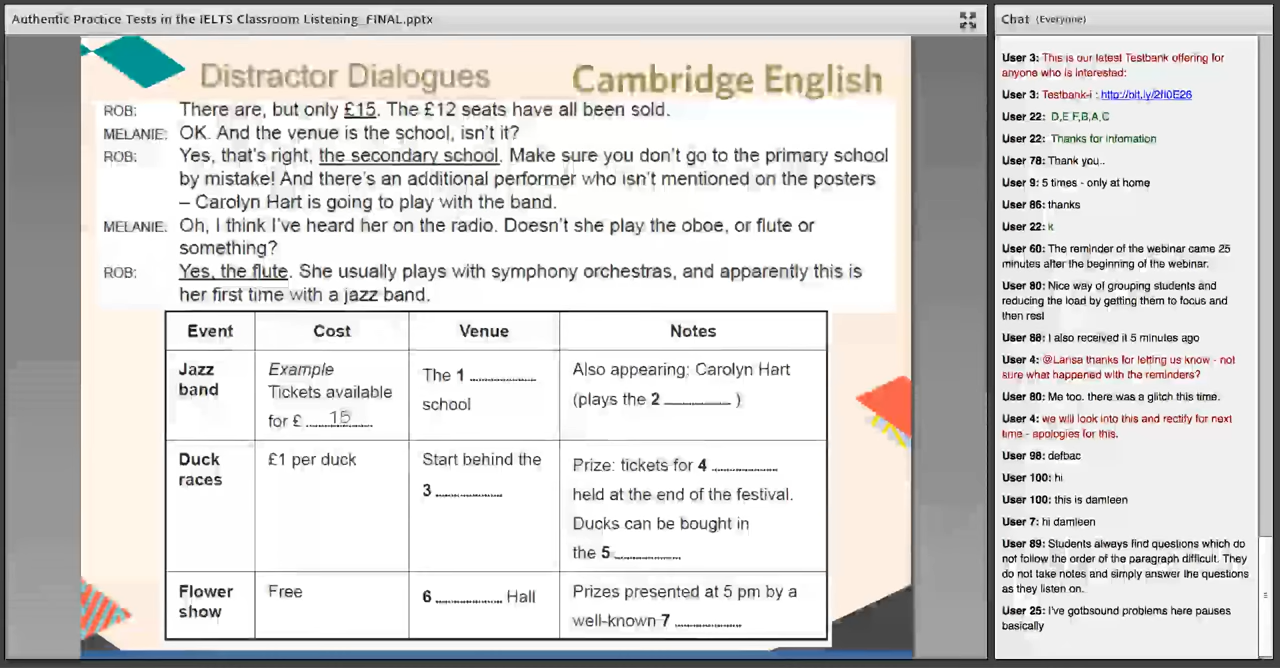 Authentic Practice Tests in the IELTS Classroom Listening_FINAL.pptx
Distractor Dialogues
Cambridge English
ROB: There are, but only £15. The £12 seats have all been sold.
MELANIE: OK. And the venue is the school, isn't it?
ROB: Yes, that's right, the secondary school. Make sure you don't go to the primary school
by mistake! And there's an additional performer who isn't mentioned on the posters
– Carolyn Hart is going to play with the band.
MELANIE: Oh, I think I've heard her on the radio. Doesn't she play the oboe, or flute or
something?
ROB: Yes, the flute. She usually plays with symphony orchestras, and apparently this is
her first time with a jazz band.
Event Cost Venue Notes
Jazz
band
Example
Tickets available
for £ 15
The 1
school
Also appearing: Carolyn Hart
(plays the 2 )
Duck
races
£1 per duck
Start behind the
3
Prize: tickets for 4
held at the end of the festival.
Ducks can be bought in
the 5
Flower
show
Free
6 Hall
Prizes presented at 5 pm by a
well-known 7
Chat (Everyone)
User 3: This is our latest Testbank offering for
anyone who is interested:
User 3: Testbank-i : http://bit.ly/2fi0E26
User 22: D,E F,B,A,C
User 22: Thanks for infomation
User 78: Thank you..
User 9: 5 times - only at home
User 86: thanks
User 22: k
User 60: The reminder of the webinar came 25
minutes after the beginning of the webinar.
User 80: Nice way of grouping students and
reducing the load by getting them to focus and
then rest
User 88: I also received it 5 minutes ago
User 4: @Larisa thanks for letting us know - not
sure what happened with the reminders?
User 80: Me too. there was a glitch this time.
User 4: we will look into this and rectify for next
time - apologies for this.
User 98: defbac
User 100: hi
User 100: this is damleen
User 7: hi damleen
User 89: Students always find questions which do
not follow the order of the paragraph difficult. They
do not take notes and simply answer the questions
as they listen on.
User 25: I've gotbsound problems here pauses
basically